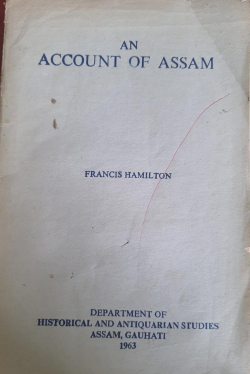 AN
ACCOUNT OF ASSAM
FRANCIS HAMILTON
DEPARTMENT OF
HISTORICAL AND ANTIQUARIAN STUDIES
ASSAM, GAUHATI
1963